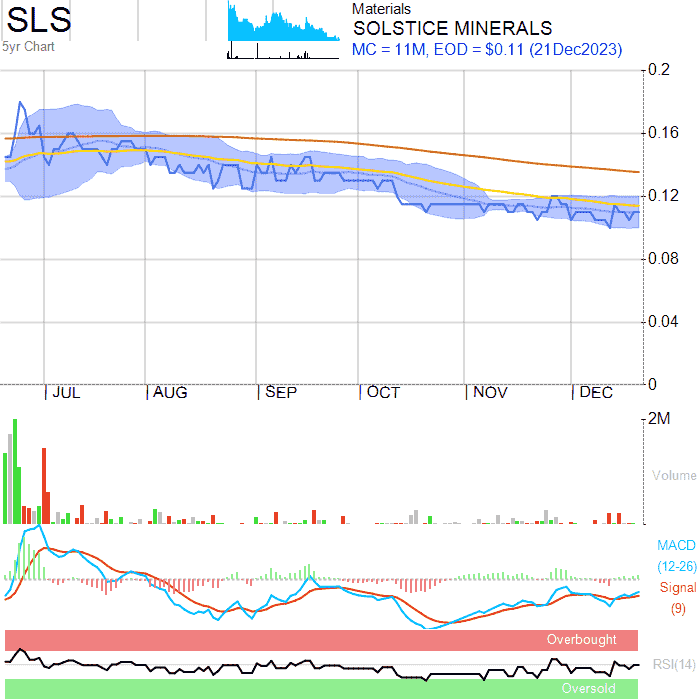 SLS
5yr Chart
Materials
SOLSTICE MINERALS
MC = 11M, EOD = $0.11 (21Dec2023)
0.2
0.16
0.12
0.08
0.04
0
JUL AUG SEP OCT NOV DEC
2M
Volume
MACD
(12-26)
Signal
(9)
Overbought
RSI(14)
Oversold